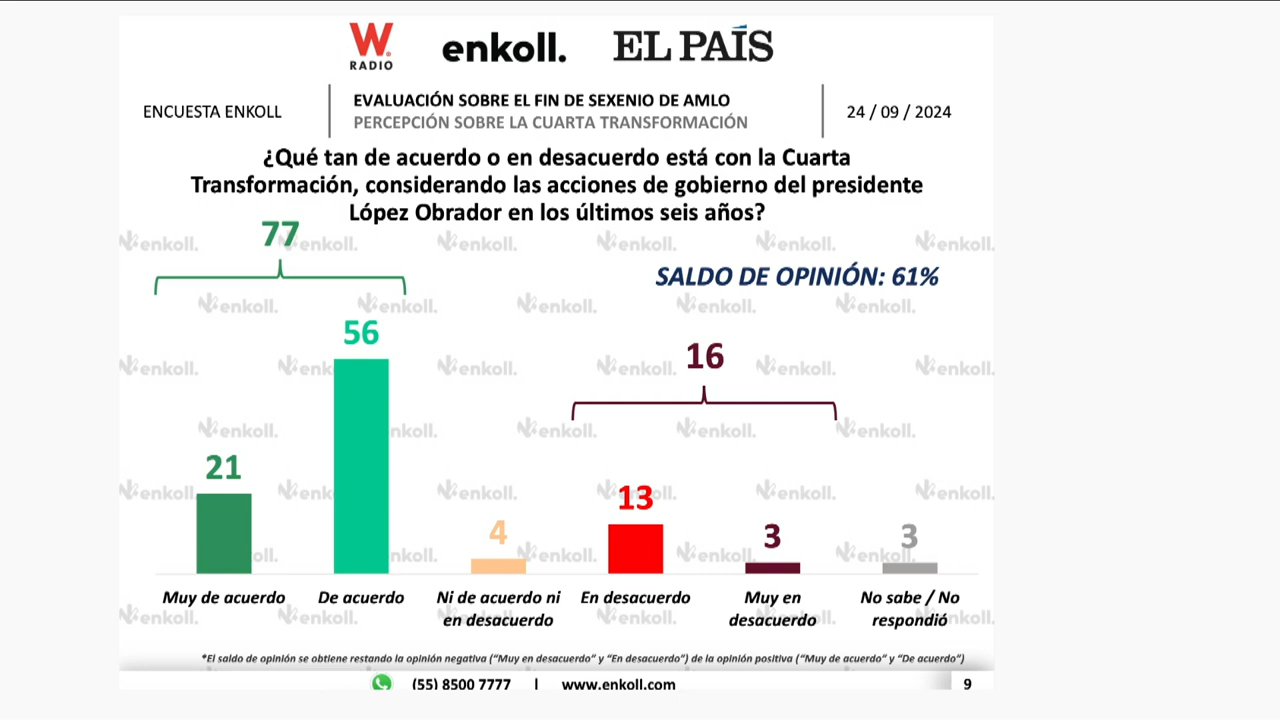 W
RADIO
enkoll.
EL PAÍS
ENCUESTA ENKOLL
EVALUACIÓN SOBRE EL FIN DE SEXENIO DE AMLO
PERCEPCIÓN SOBRE LA CUARTA TRANSFORMACIÓN
24 / 09 / 2024
¿Qué tan de acuerdo o en desacuerdo está con la Cuarta
Transformación, considerando las acciones de gobierno del presidente
López Obrador en los últimos seis años?
77
SALDO DE OPINIÓN: 61%
56
16
21
13
4
3
3
Muy de acuerdo
De acuerdo
Ni de acuerdo ni
en desacuerdo
En desacuerdo
Muy en
desacuerdo
No sabe / No
respondió
*El saldo de opinión se obtiene restando la opinión negativa (“Muy en desacuerdo” y “En desacuerdo”) de la opinión positiva (“Muy de acuerdo” y “De acuerdo”)
(55) 8500 7777 | www.enkoll.com
9